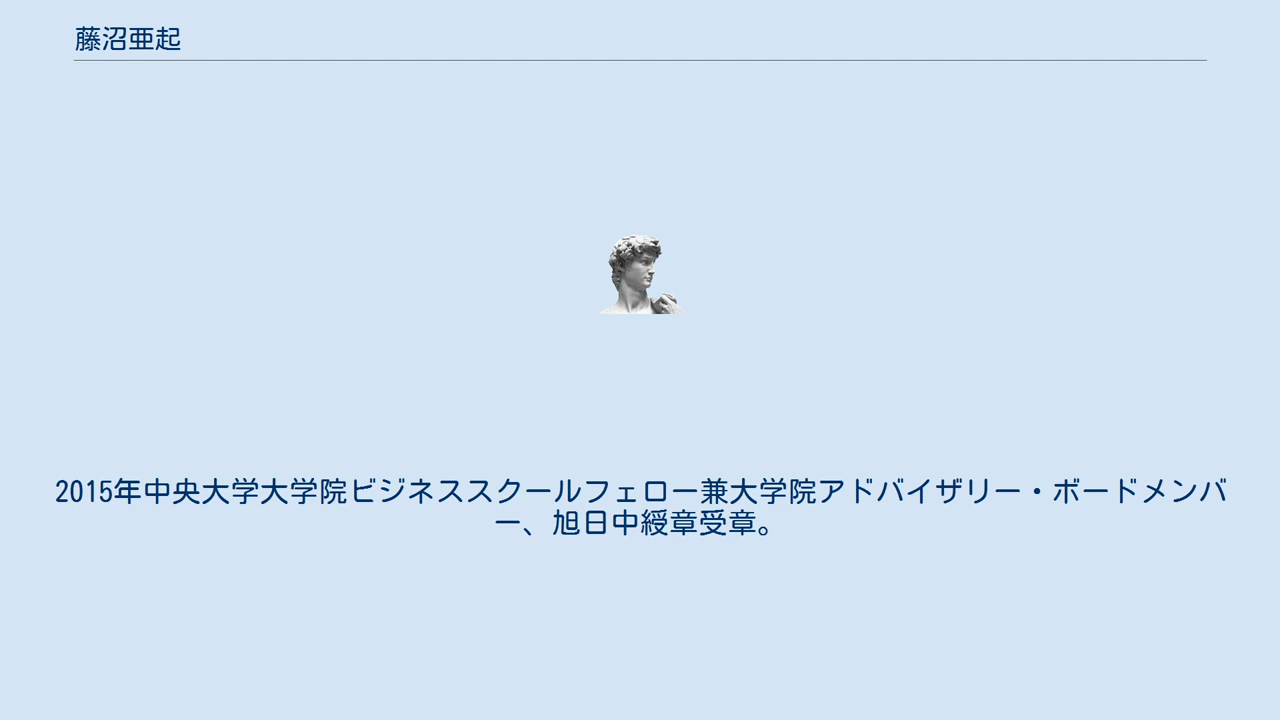 藤沼亜起
2015年中央大学大学院ビジネススクールフェロー兼大学院アドバイザリー・ボードメンバ
ー、旭日中綬章受章。